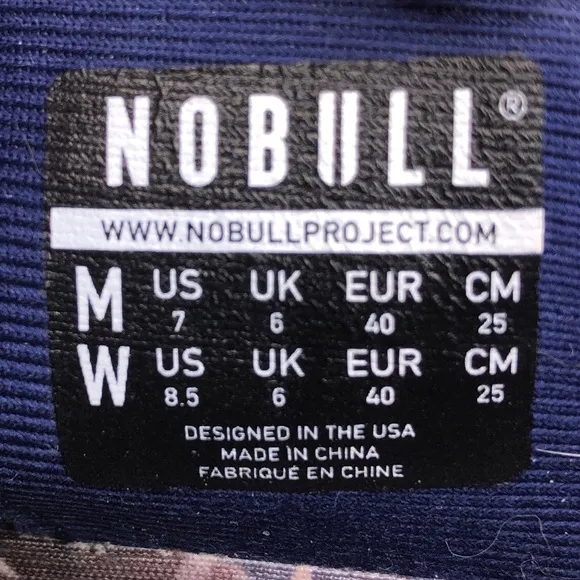 NOBULL®
WWW.NOBULLPROJECT.COM
M US UK EUR CM
7 6 40 25
W US UK EUR CM
8.5 6 40 25
DESIGNED IN THE USA
MADE IN CHINA
FABRIQUÉ EN CHINE